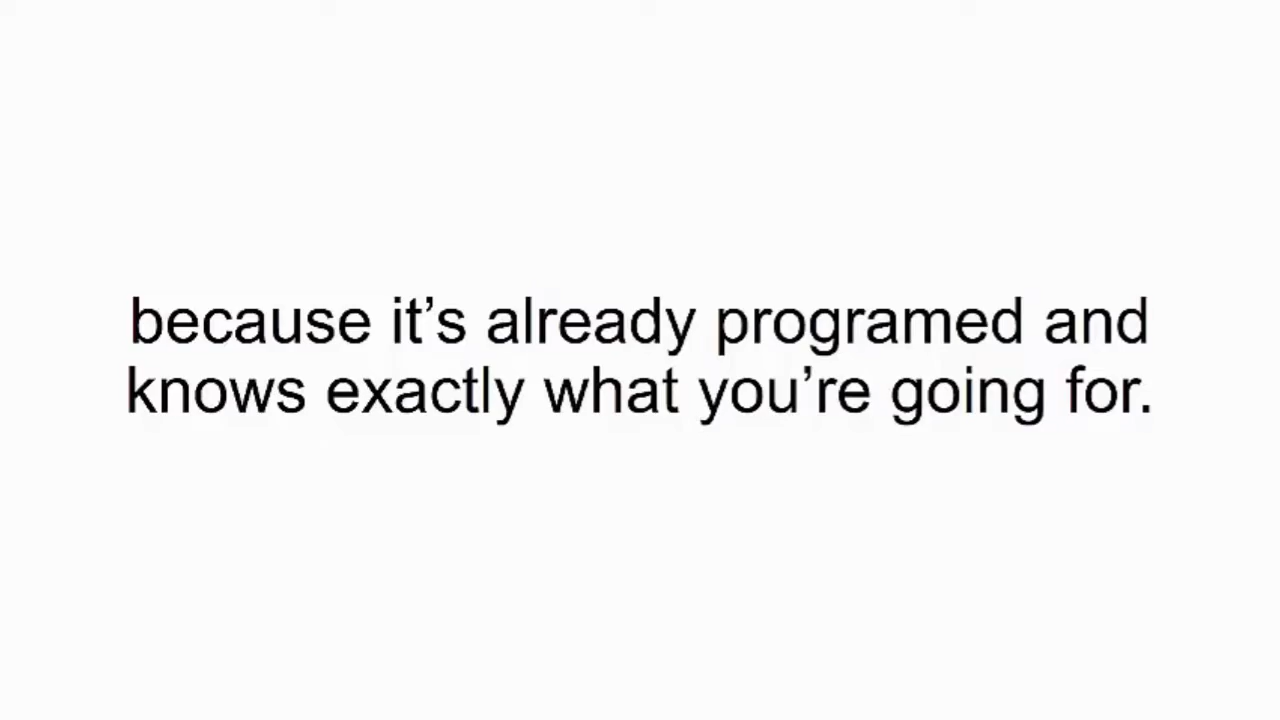 because it’s already programed and
knows exactly what you’re going for.